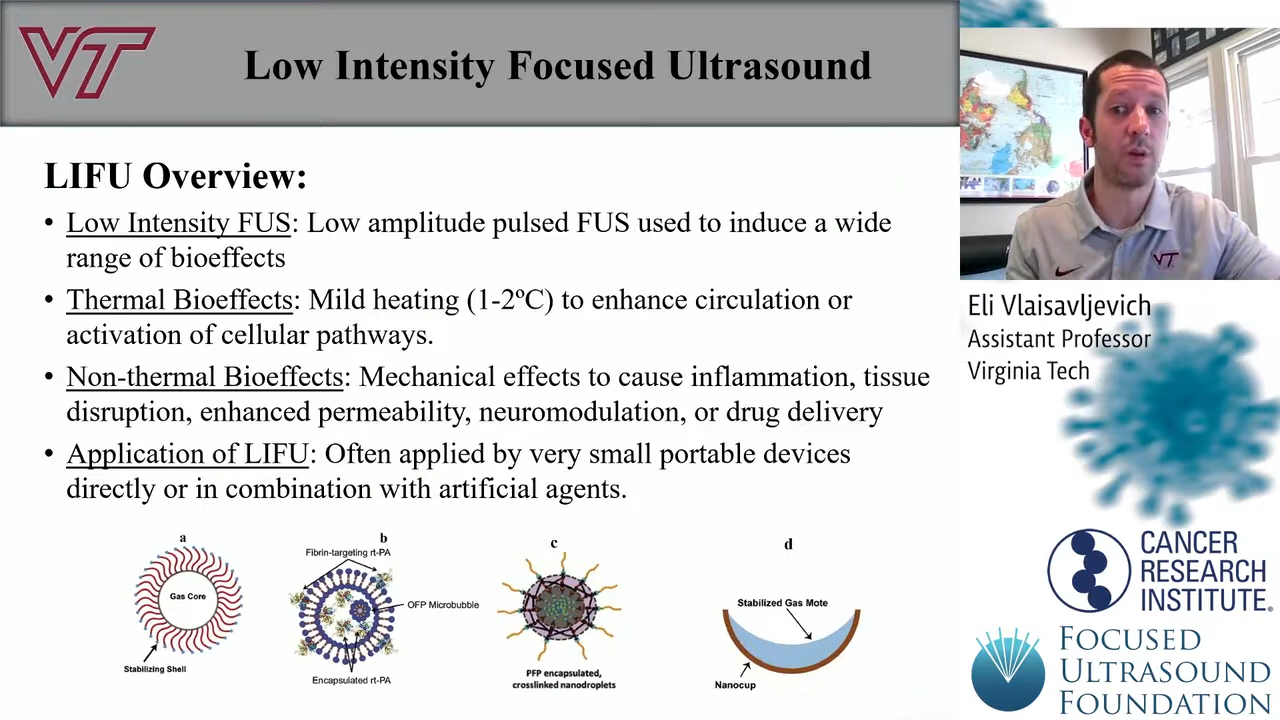 VT
Low Intensity Focused Ultrasound
LIFU Overview:
• Low Intensity FUS: Low amplitude pulsed FUS used to induce a wide
range of bioeffects
• Thermal Bioeffects: Mild heating (1-2ºC) to enhance circulation or
activation of cellular pathways.
• Non-thermal Bioeffects: Mechanical effects to cause inflammation, tissue
disruption, enhanced permeability, neuromodulation, or drug delivery
• Application of LIFU: Often applied by very small portable devices
directly or in combination with artificial agents.
a
Gas Core
Stabilizing Shell
b
Fibrin-targeting rt-PA
OFP Microbubble
Encapsulated rt-PA
c
PFP encapsulated,
crosslinked nanodroplets
d
Stabilized Gas Mote
Nanocup
VT
Eli Vlaisavljevich
Assistant Professor
Virginia Tech
CANCER
RESEARCH
INSTITUTE®
FOCUSED
ULTRASOUND
FOUNDATION